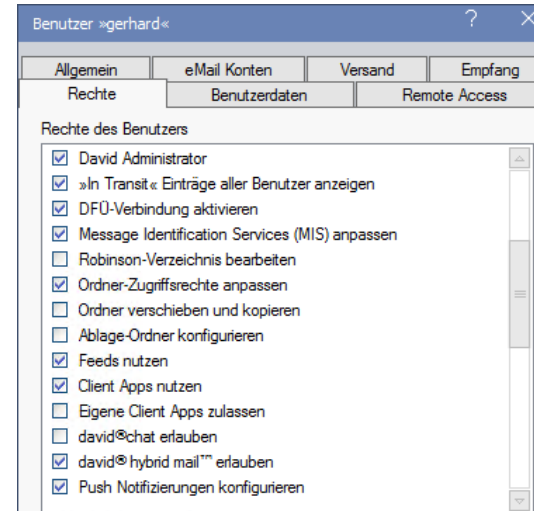 Benutzer »gerhard«
Allgemein eMail Konten Versand Empfang
Rechte Benutzerdaten Remote Access
Rechte des Benutzers
David Administrator
»In Transit« Einträge aller Benutzer anzeigen
DFÜ-Verbindung aktivieren
Message Identification Services (MIS) anpassen
Robinson-Verzeichnis bearbeiten
Ordner-Zugriffsrechte anpassen
Ordner verschieben und kopieren
Ablage-Ordner konfigurieren
Feeds nutzen
Client Apps nutzen
Eigene Client Apps zulassen
david®chat erlauben
david® hybrid mail™ erlauben
Push Notifizierungen konfigurieren